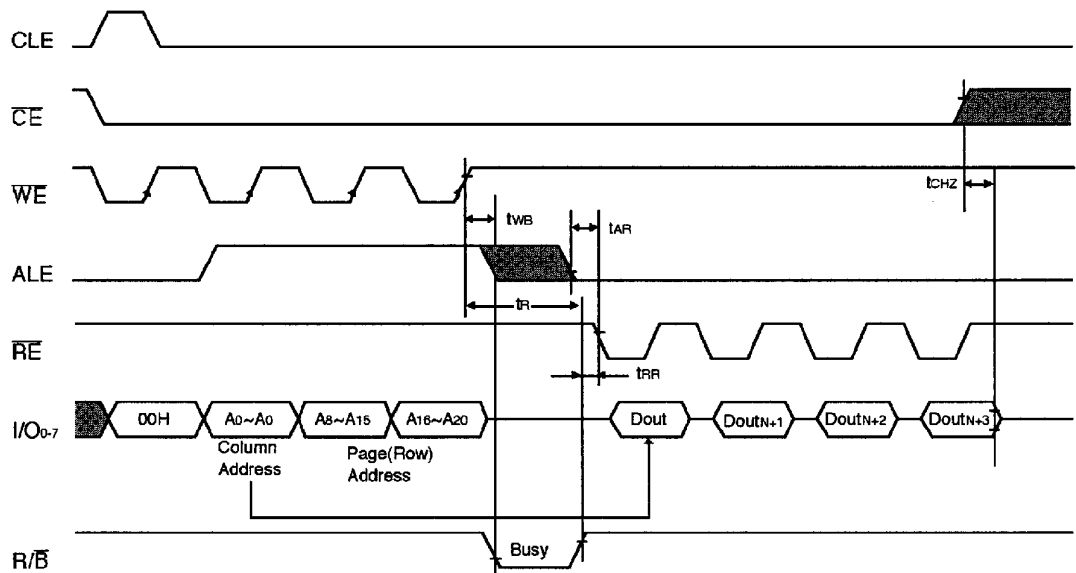 CLE
CE
WE
tCHZ
tWB
tAR
ALE
tR
RE
tRR
I/O0-7
00H
A0~A0
A8~A15
A16~A20
Dout
DoutN+1
DoutN+2
DoutN+3
Column
Address
Page(Row)
Address
R/B
Busy